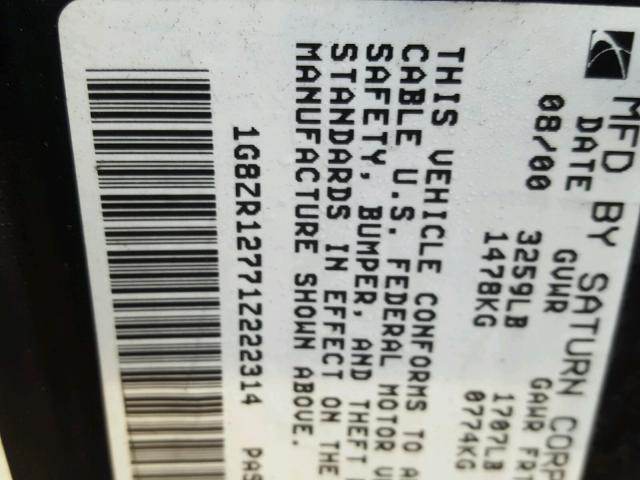 MFD BY SATURN CORP
DATE GVWR GAWR FRT
08/00 3259LB 1707LB
1478KG 0774KG
THIS VEHICLE CONFORMS TO A
CABLE U.S. FEDERAL MOTOR V
SAFETY, BUMPER, AND THEFT
STANDARDS IN EFFECT ON THE
MANUFACTURE SHOWN ABOVE.
1G8ZR12771Z222314 PAS